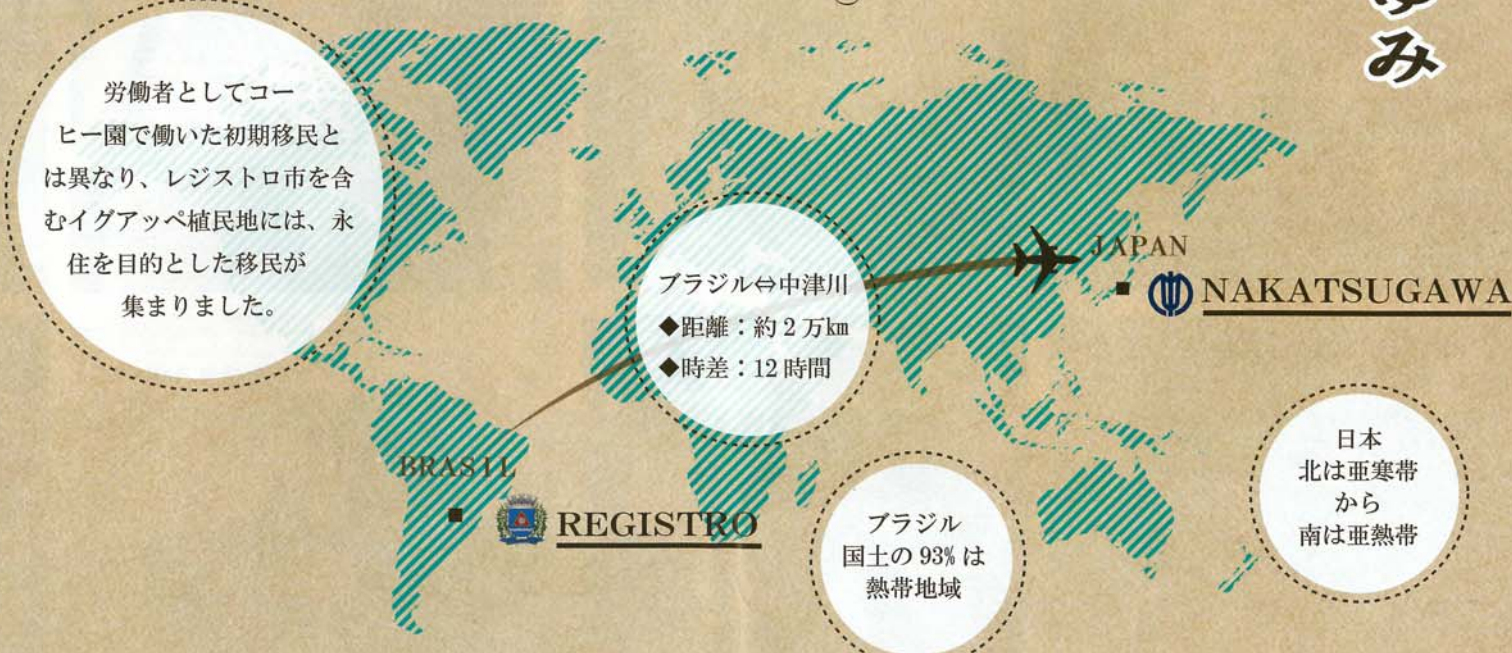 ゆみ
労働者としてコー
ヒー園で働いた初期移民と
は異なり、レジストロ市を含
むイグアッペ植民地には、永
住を目的とした移民が
集まりました。
ブラジル⇔中津川
◆距離：約2万㎞
◆時差：12時間
JAPAN
NAKATSUGAWA
BRASIL
REGISTRO
ブラジル
国土の93%は
熱帯地域
日本
北は亜寒帯
から
南は亜熱帯